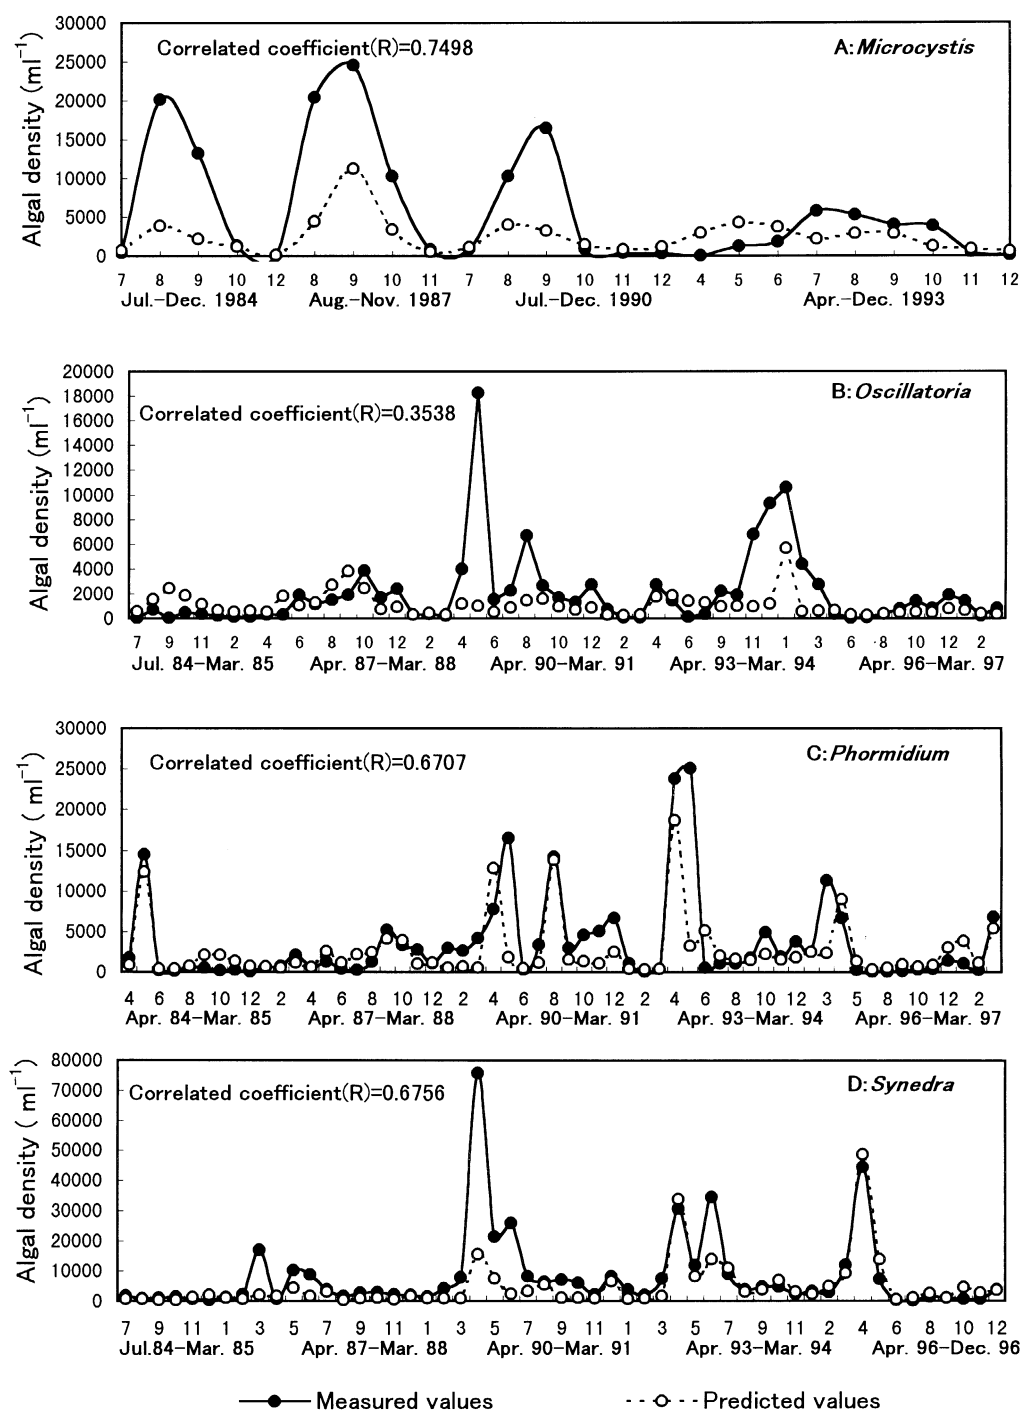 30000
Correlated coefficient(R)=0.7498
A: Microcystis
25000
20000
15000
10000
5000
0
Algal density (ml⁻¹)
7 8 9 10 12 8 9 10 11 7 8 9 10 11 12 4 5 6 7 8 9 10 11 12
Jul.-Dec. 1984 Aug.-Nov. 1987 Jul.-Dec. 1990 Apr.-Dec. 1993
20000
B: Oscillatoria
18000
Correlated coefficient(R)=0.3538
16000
14000
12000
10000
8000
6000
4000
2000
0
Algal density (ml⁻¹)
7 9 11 2 4 6 8 10 12 2 4 6 8 10 12 2 4 6 9 11 1 4 6 8 10 12 2
Jul. 84-Mar. 85 Apr. 87-Mar. 88 Apr. 90-Mar. 91 Apr. 93-Mar. 94 Apr. 96-Mar. 97
30000
C: Phormidium
Correlated coefficient(R)=0.6707
25000
20000
15000
10000
5000
0
Algal density ( ml⁻¹)
4 6 8 10 12 2 4 6 8 10 12 2 4 6 8 10 12 2 4 6 8 10 12 3 5 8 10 12 2
Apr. 84-Mar. 85 Apr. 87-Mar. 88 Apr. 90-Mar. 91 Apr. 93-Mar. 94 Apr. 96-Mar. 97
80000
D: Synedra
Correlated coefficient(R)=0.6756
70000
60000
50000
40000
30000
20000
10000
0
Algal density ( ml⁻¹)
7 9 11 1 3 5 7 9 11 1 3 5 7 9 11 1 3 5 7 9 11 2 4 6 8 10 12
Jul.84-Mar. 85 Apr. 87-Mar. 88 Apr. 90-Mar. 91 Apr. 93-Mar. 94 Apr. 96-Dec. 96
Measured values Predicted values